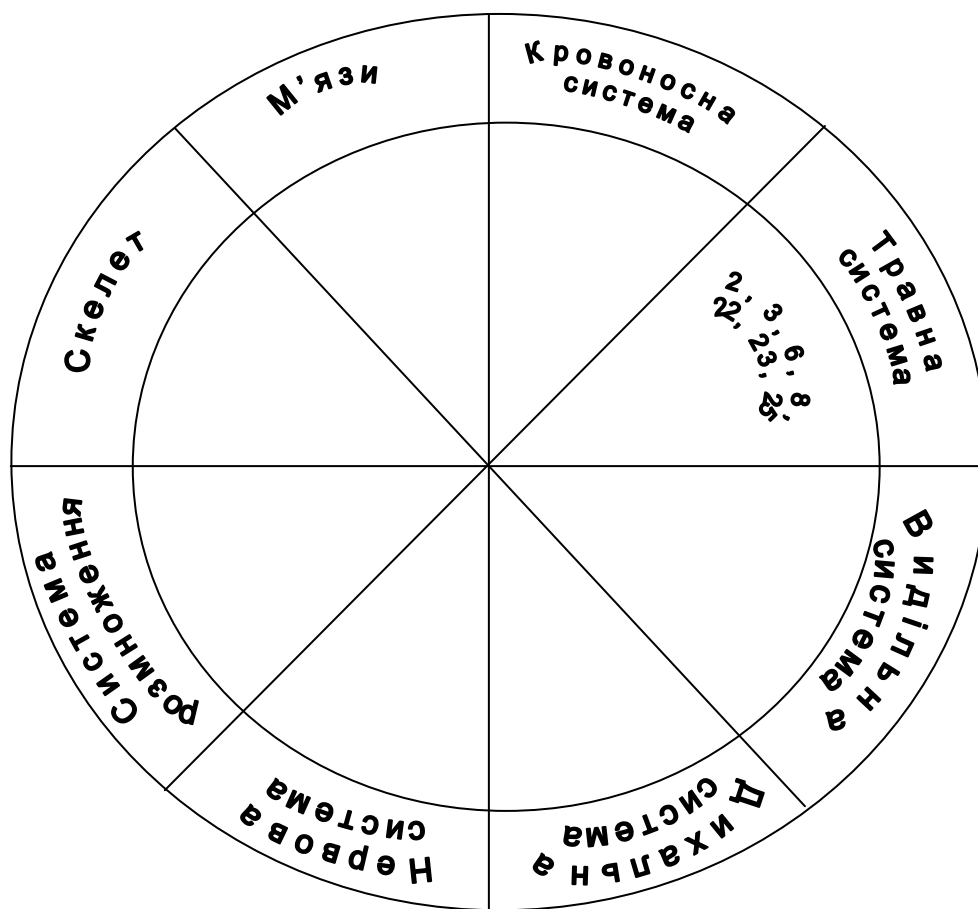 М'язи
Кровоносна
система
Травна
система
2, 3, 6, 8,
22, 23, 25.
Видільна
система
Дихальна
система
Нервова
система
Система
розмноження
Скелет